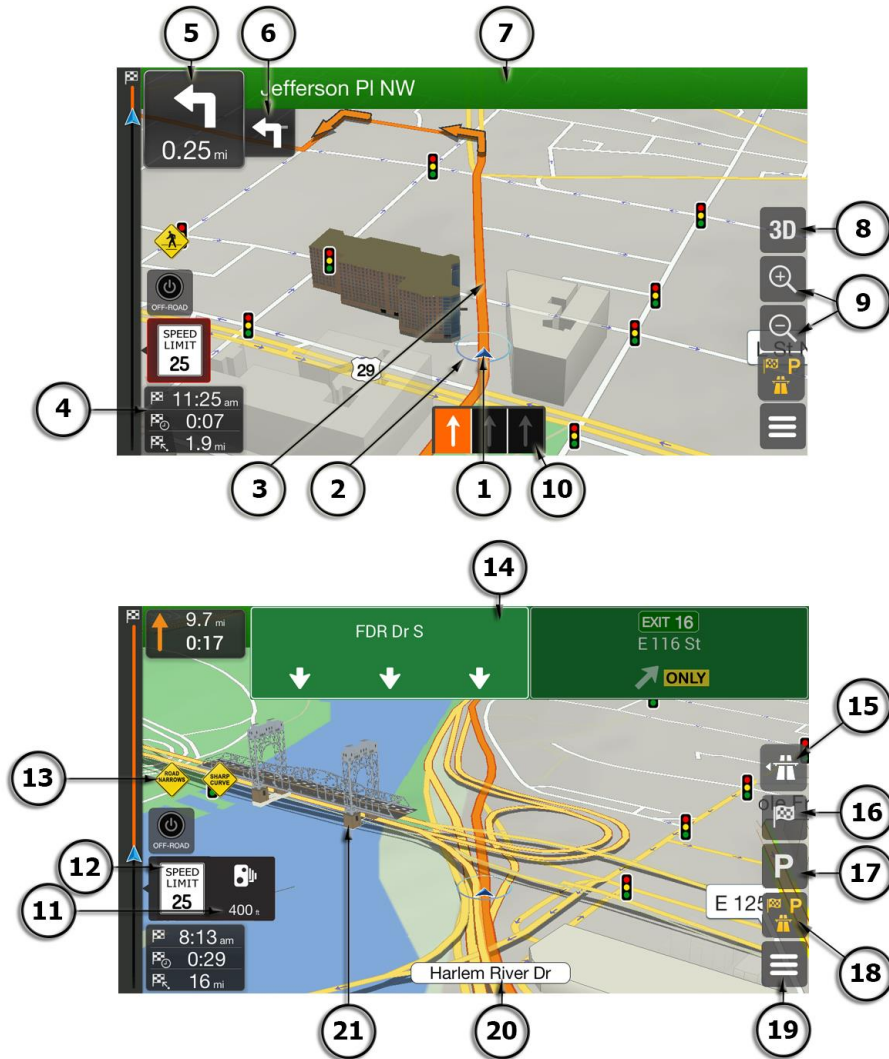 5
6
7
Jefferson Pl NW
0.25 mi
3D
8
9
OFF-ROAD
SPEED
LIMIT
25
29
P
4
11:25 am
0:07
1.9 mi
3
2
1
10
14
9.7 mi
0:17
FDR Dr S
EXIT 16
E 116 St
ONLY
15
13
ROAD
NARROWS
SHARP
CURVE
16
OFF-ROAD
P
17
12
SPEED
LIMIT
25
11
400 ft
E 125
P
18
8:13 am
0:29
16 mi
Harlem River Dr
21
20
19